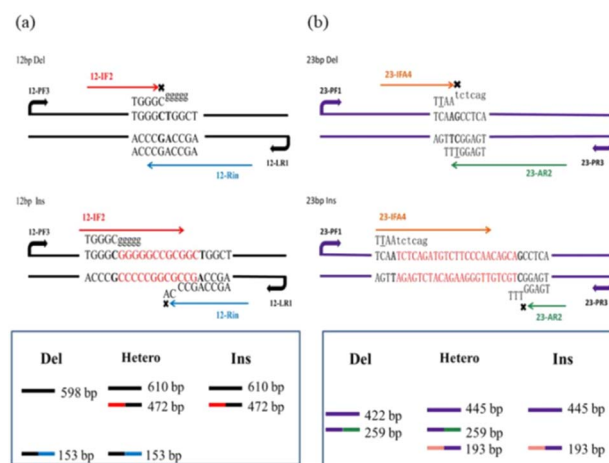 (a)
12bp Del
12-PF3
12-IF2
TGGGCggggg
TGGGCTGGCT
ACCCGACCGA
ACCCGACCGA
12-Rin
12-LR1
12bp Ins
12-PF3
12-IF2
TGGGCggggg
TGGGCGGGGGCCGCGGCTGGCT
ACCCGCCCCCGGCGCCGACCGA
CCGACCGA
AC
12-Rin
12-LR1
Del Hetero Ins
598 bp 610 bp 610 bp
472 bp 472 bp
153 bp 153 bp
(b)
23bp Del
23-PF1
23-IFA4
TTAAtctcag
TCAAGCCTCA
AGTTCGGAGT
TTTGGAGT
23-AR2
23-PR3
23bp Ins
23-PF1
23-IFA4
TTAAtctcag
TCAATCTCAGATGTCTTCCCAACAGCAGCCTCA
AGTTAGAGTCTACAGAAGGGTTGTCGTCGGAGT
GGAGT
TTT
23-AR2
23-PR3
Del Hetero Ins
422 bp 445 bp 445 bp
259 bp 259 bp
193 bp 193 bp